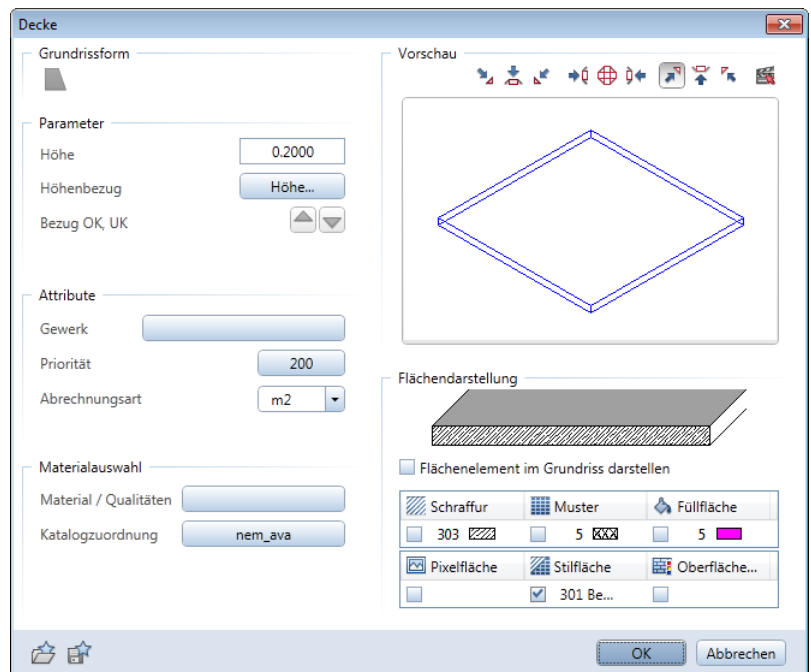 Decke
Grundrissform
Parameter
Höhe 0.2000
Höhenbezug Höhe...
Bezug OK, UK
Attribute
Gewerk
Priorität 200
Abrechnungsart m2
Materialauswahl
Material / Qualitäten
Katalogzuordnung nem_ava
Vorschau
Flächendarstellung
Flächenelement im Grundriss darstellen
Schraffur Muster Füllfläche
303 5 5
Pixelfläche Stilfläche Oberfläche...
301 Be...
OK Abbrechen